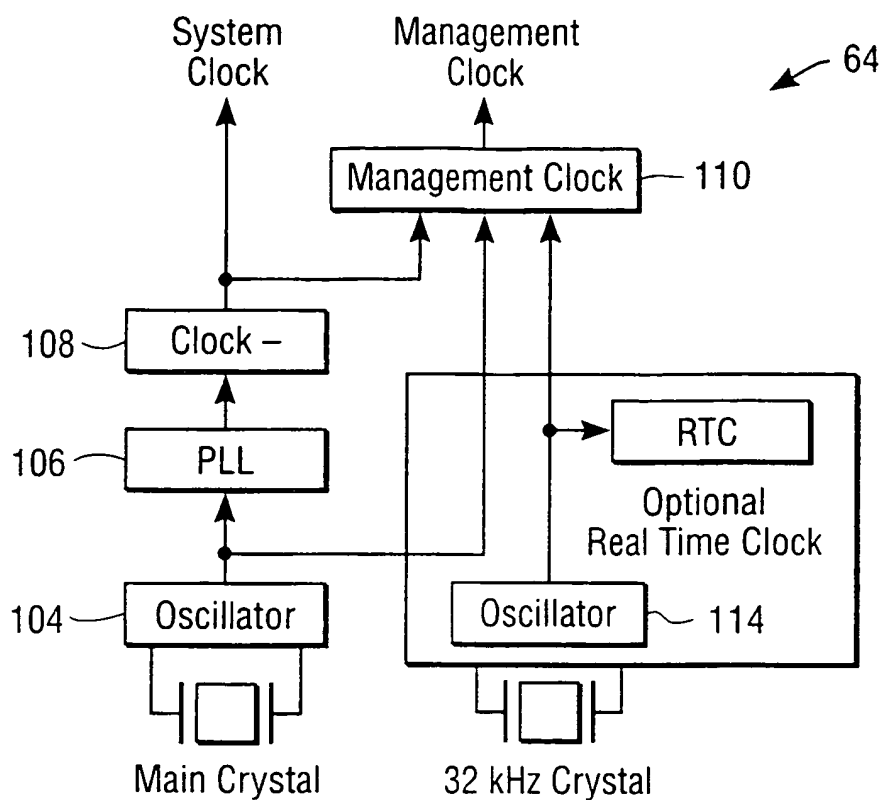 System
Clock
Management
Clock
64
Management Clock
110
108
Clock –
106
PLL
RTC
Optional
Real Time Clock
104
Oscillator
Oscillator
114
Main Crystal
32 kHz Crystal